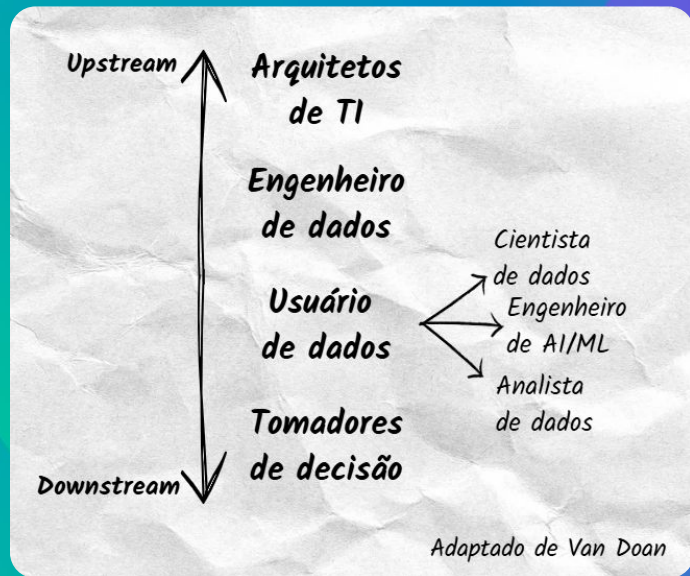 Upstream
Arquitetos
de TI
Engenheiro
de dados
Usuário
de dados
Cientista
de dados
Engenheiro
de AI/ML
Analista
de dados
Tomadores
de decisão
Downstream
Adaptado de Van Doan